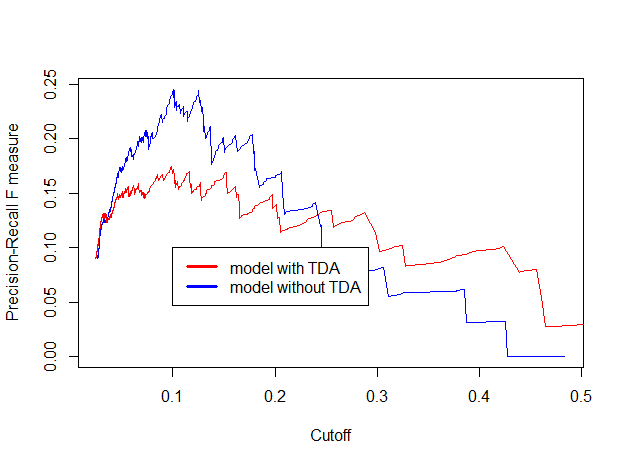 Precision-Recall F measure
0.25
0.20
0.15
0.10
0.05
0.00
model with TDA
model without TDA
0.1 0.2 0.3 0.4 0.5
Cutoff